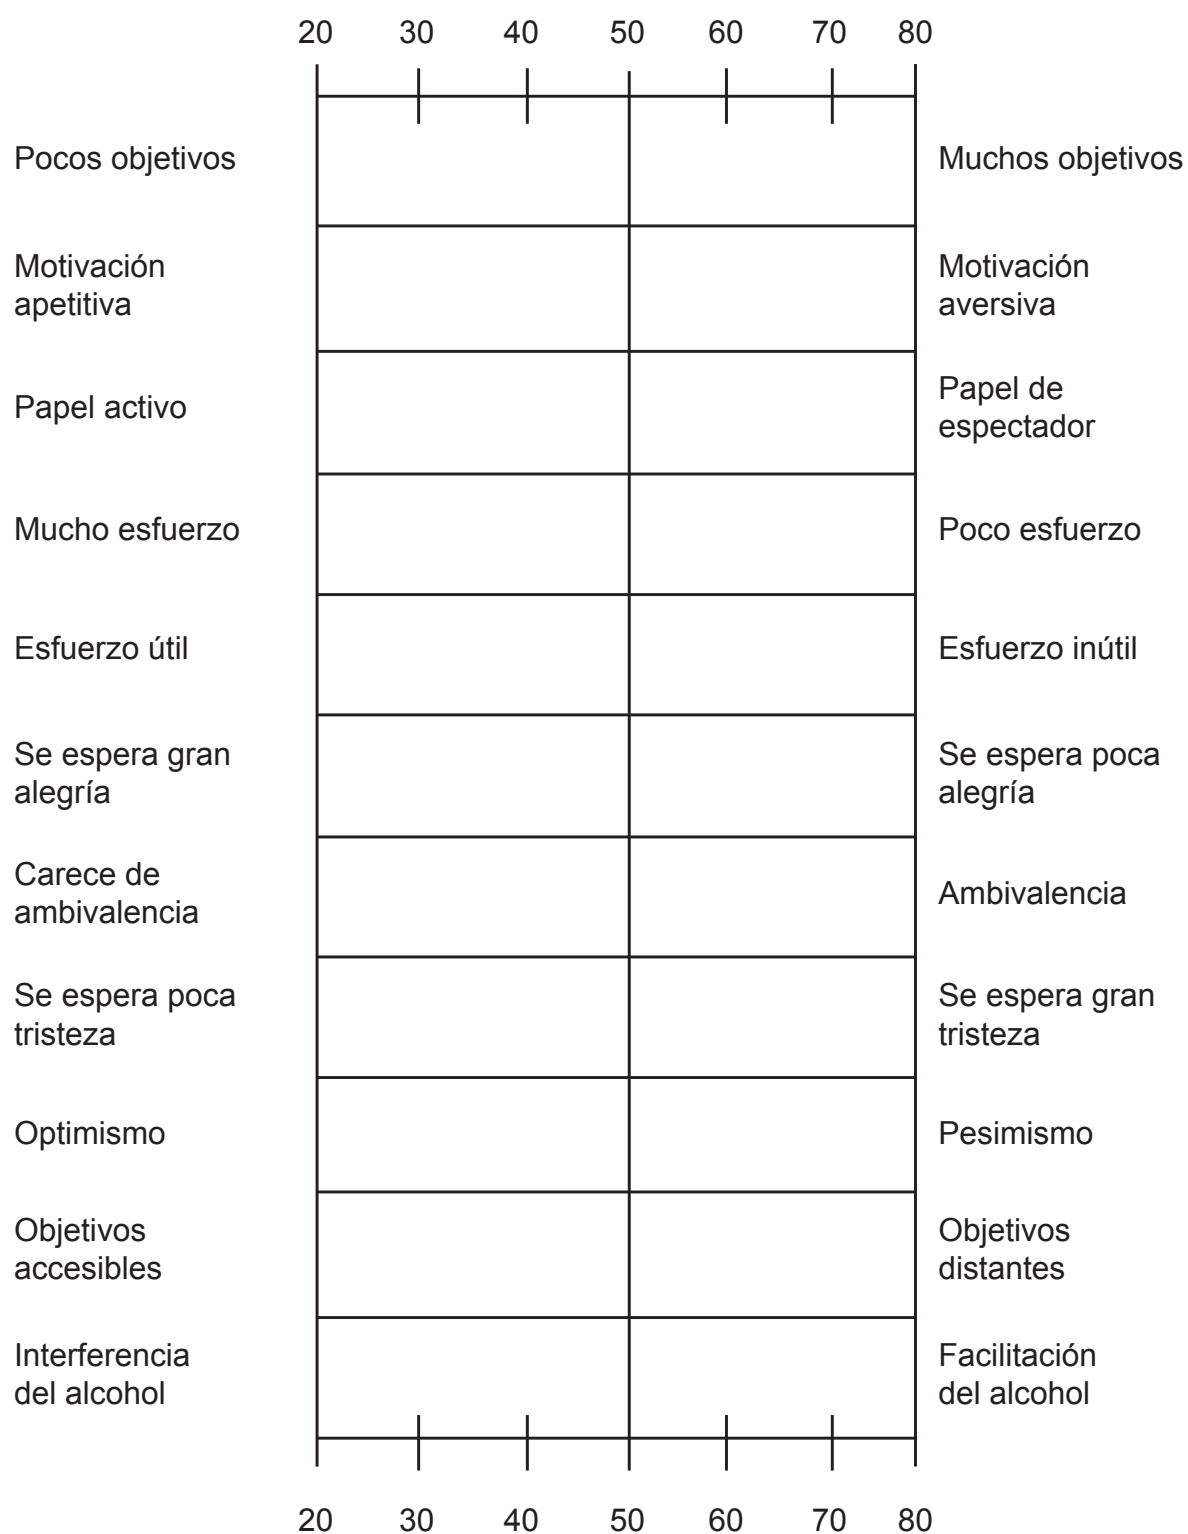 20 30 40 50 60 70 80
Pocos objetivos
Muchos objetivos
Motivación
apetitiva
Motivación
aversiva
Papel activo
Papel de
espectador
Mucho esfuerzo
Poco esfuerzo
Esfuerzo útil
Esfuerzo inútil
Se espera gran
alegría
Se espera poca
alegría
Carece de
ambivalencia
Ambivalencia
Se espera poca
tristeza
Se espera gran
tristeza
Optimismo
Pesimismo
Objetivos
accesibles
Objetivos
distantes
Interferencia
del alcohol
Facilitación
del alcohol
20 30 40 50 60 70 80